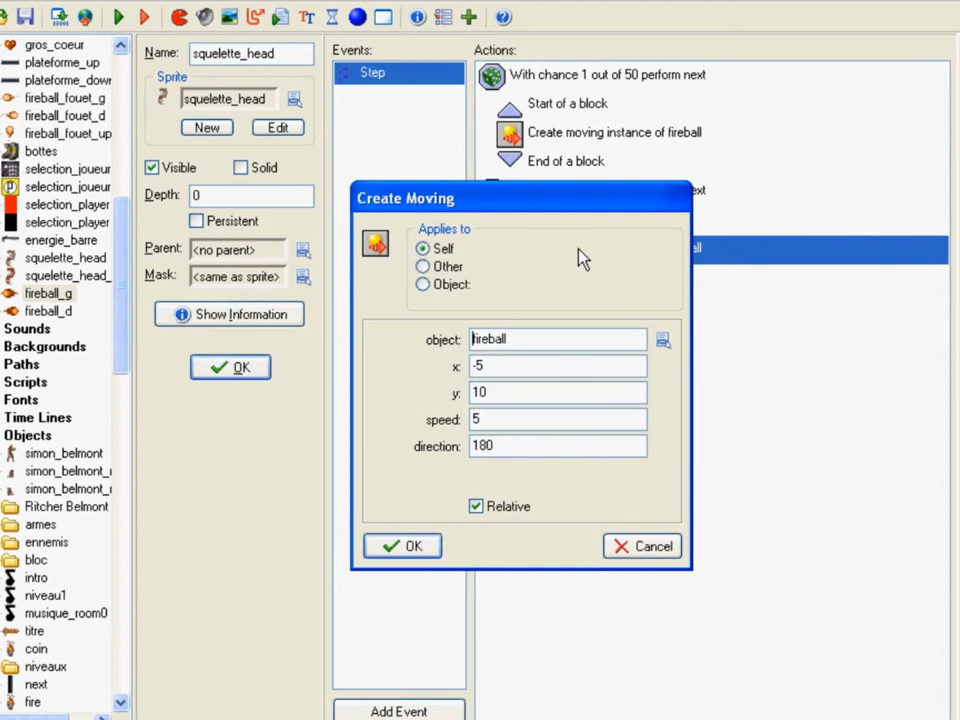 gros_coeur
plateforme_up
plateforme_down
fireball_fouet_g
fireball_fouet_d
fireball_fouet_up
bottes
selection_joueur
selection_joueur
selection_player
selection_player
energie_barre
squelette_head
squelette_head_
fireball_g
fireball_d
Sounds
Backgrounds
Paths
Scripts
Fonts
Time Lines
Objects
simon_belmont
simon_belmont_r
simon_belmont_r
Ritcher Belmont
armes
ennemis
bloc
intro
niveau1
musique_room0
titre
coin
niveaux
next
fire
Name: squelette_head
Sprite
squelette_head
New Edit
Visible Solid
Depth: 0
Persistent
Parent: <no parent>
Mask: <same as sprite>
Show Information
OK
Events:
Step
Add Event
Actions:
With chance 1 out of 50 perform next
Start of a block
Create moving instance of fireball
End of a block
Create Moving
Applies to
Self
Other
Object:
object: fireball
x: -5
y: 10
speed: 5
direction: 180
Relative
OK Cancel